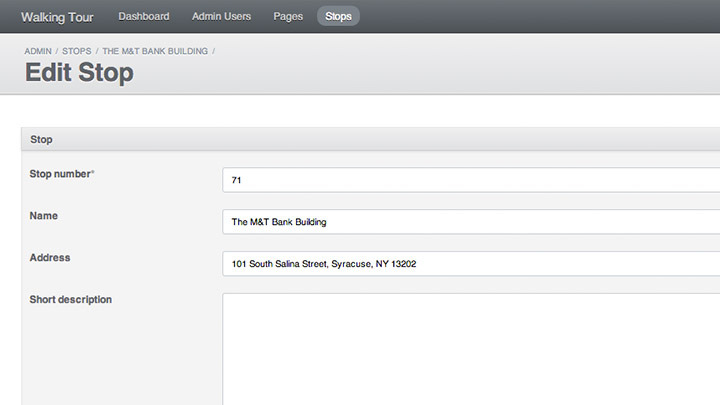 Walking Tour Dashboard Admin Users Pages Stops
ADMIN / STOPS / THE M&T BANK BUILDING /
Edit Stop
Stop
Stop number* 71
Name The M&T Bank Building
Address 101 South Salina Street, Syracuse, NY 13202
Short description